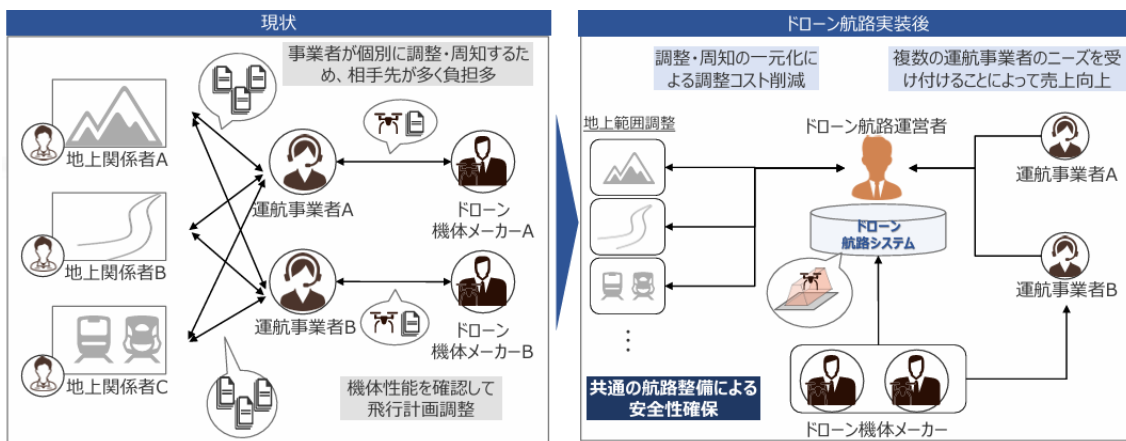 現状
事業者が個別に調整・周知するた
め、相手先が多く負担多
地上関係者A
運航事業者A
ドローン
機体メーカーA
地上関係者B
運航事業者B
ドローン
機体メーカーB
地上関係者C
機体性能を確認して
飛行計画調整
ドローン航路実装後
調整・周知の一元化に
よる調整コスト削減
複数の運航事業者のニーズを受
け付けることによって売上向上
地上範囲調整
ドローン航路運営者
運航事業者A
ドローン
航路システム
運航事業者B
⋮
共通の航路整備による
安全性確保
ドローン機体メーカー